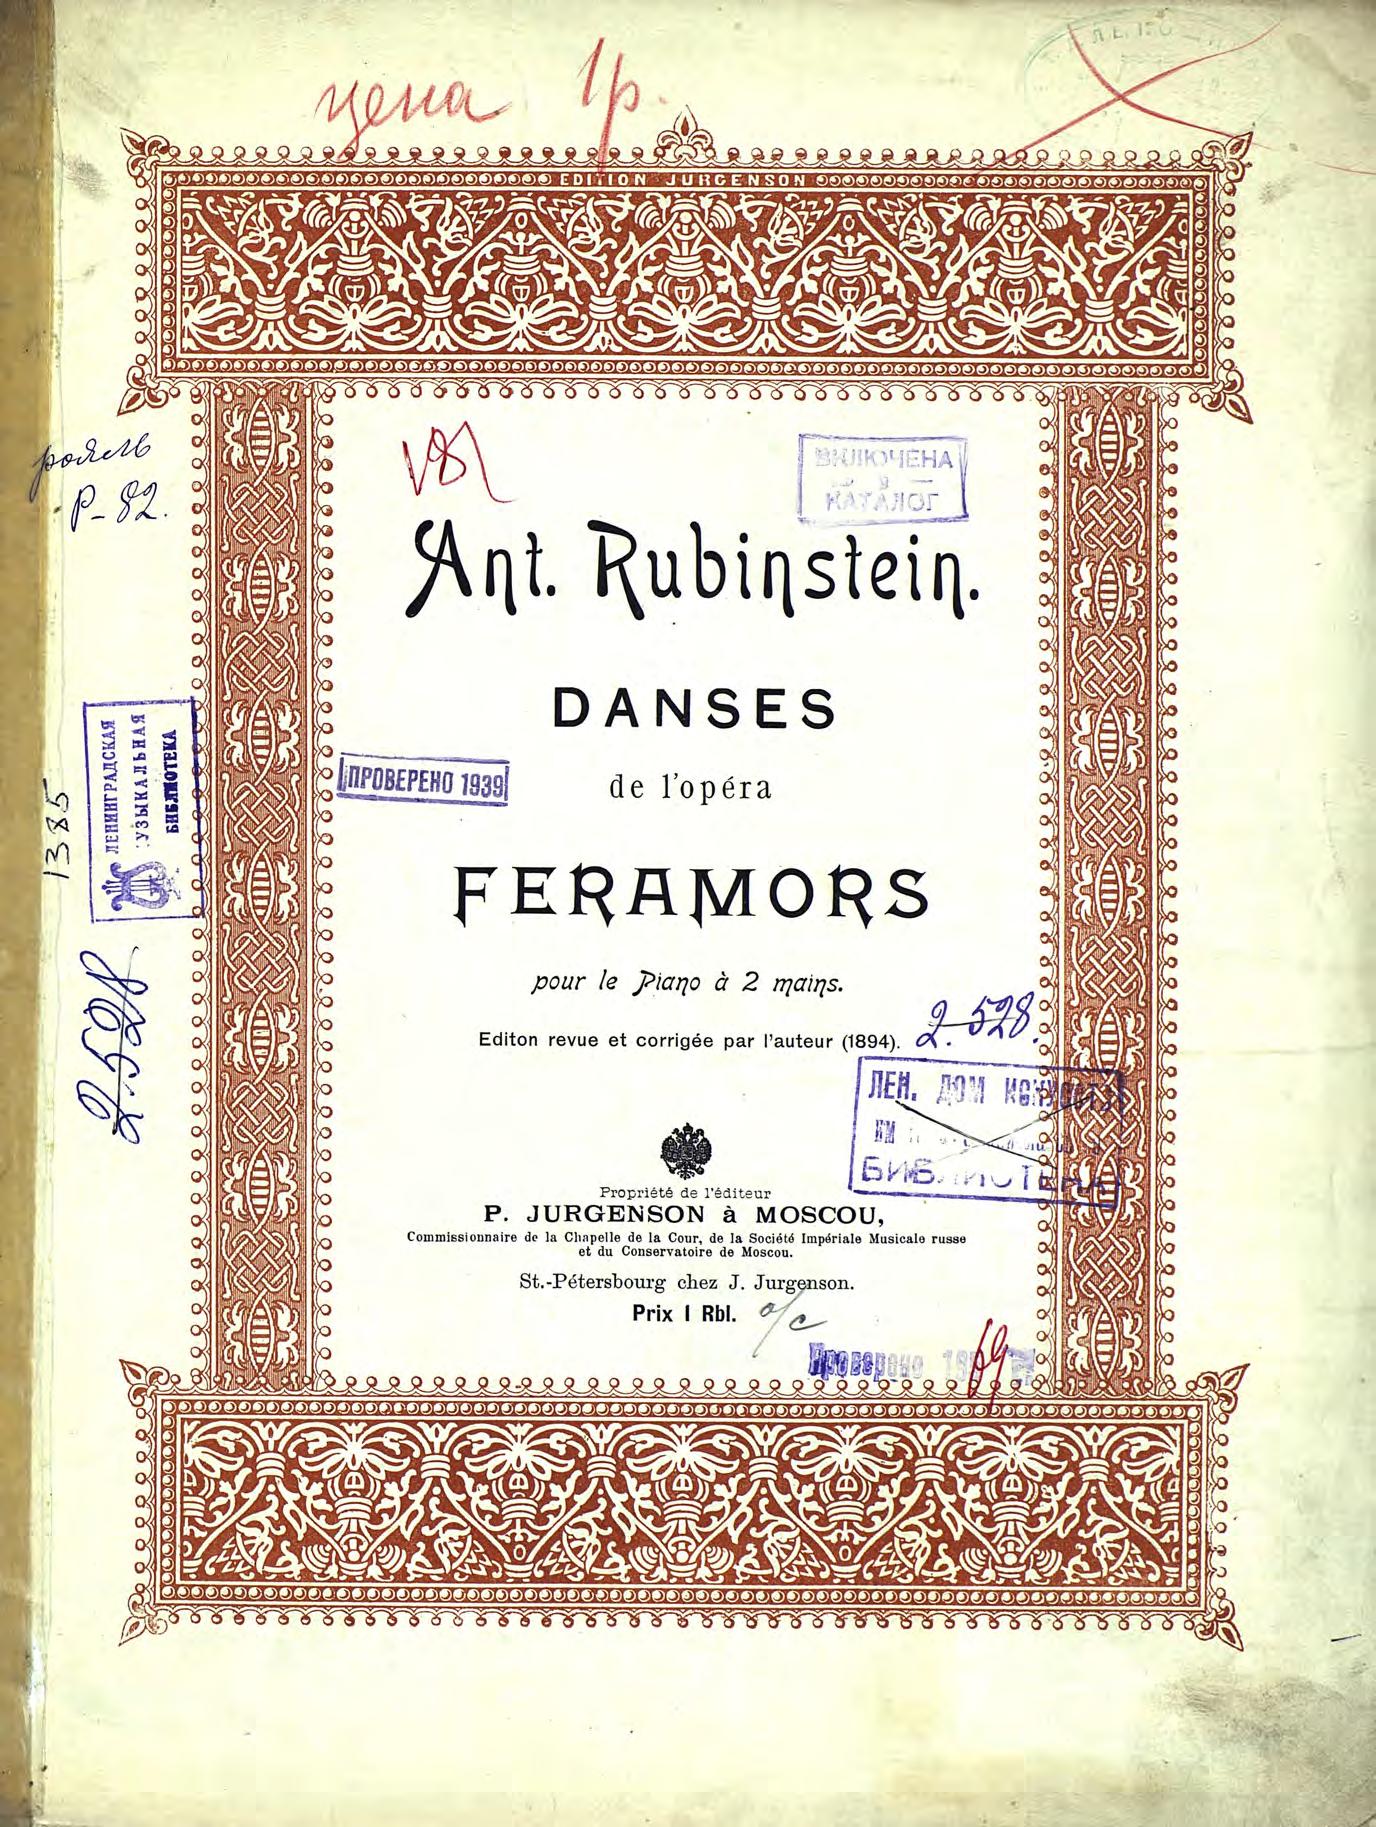 цена 1р.
EDITION JURGENSON
рояль
Р-82.
ВКЛЮЧЕНА
в
КАТАЛОГ
Ant. Rubinstein.
DANSES
ПРОВЕРЕНО 1939
de l'opéra
ЛЕНИНГРАДСКАЯ
УЗЫКАЛЬНАЯ
БИБЛИОТЕКА
1385
FERAMORS
pour le Piano à 2 mains.
2.528
Editon revue et corrigée par l'auteur (1894).
2.528.
ЛЕН. ДОМ
БИБЛИОТЕКА
Propriété de l'éditeur
P. JURGENSON à MOSCOU,
Commissionnaire de la Chapelle de la Cour, de la Société Impériale Musicale russe
et du Conservatoire de Moscou.
St.-Pétersbourg chez J. Jurgenson.
Prix 1 Rbl.
Проверено